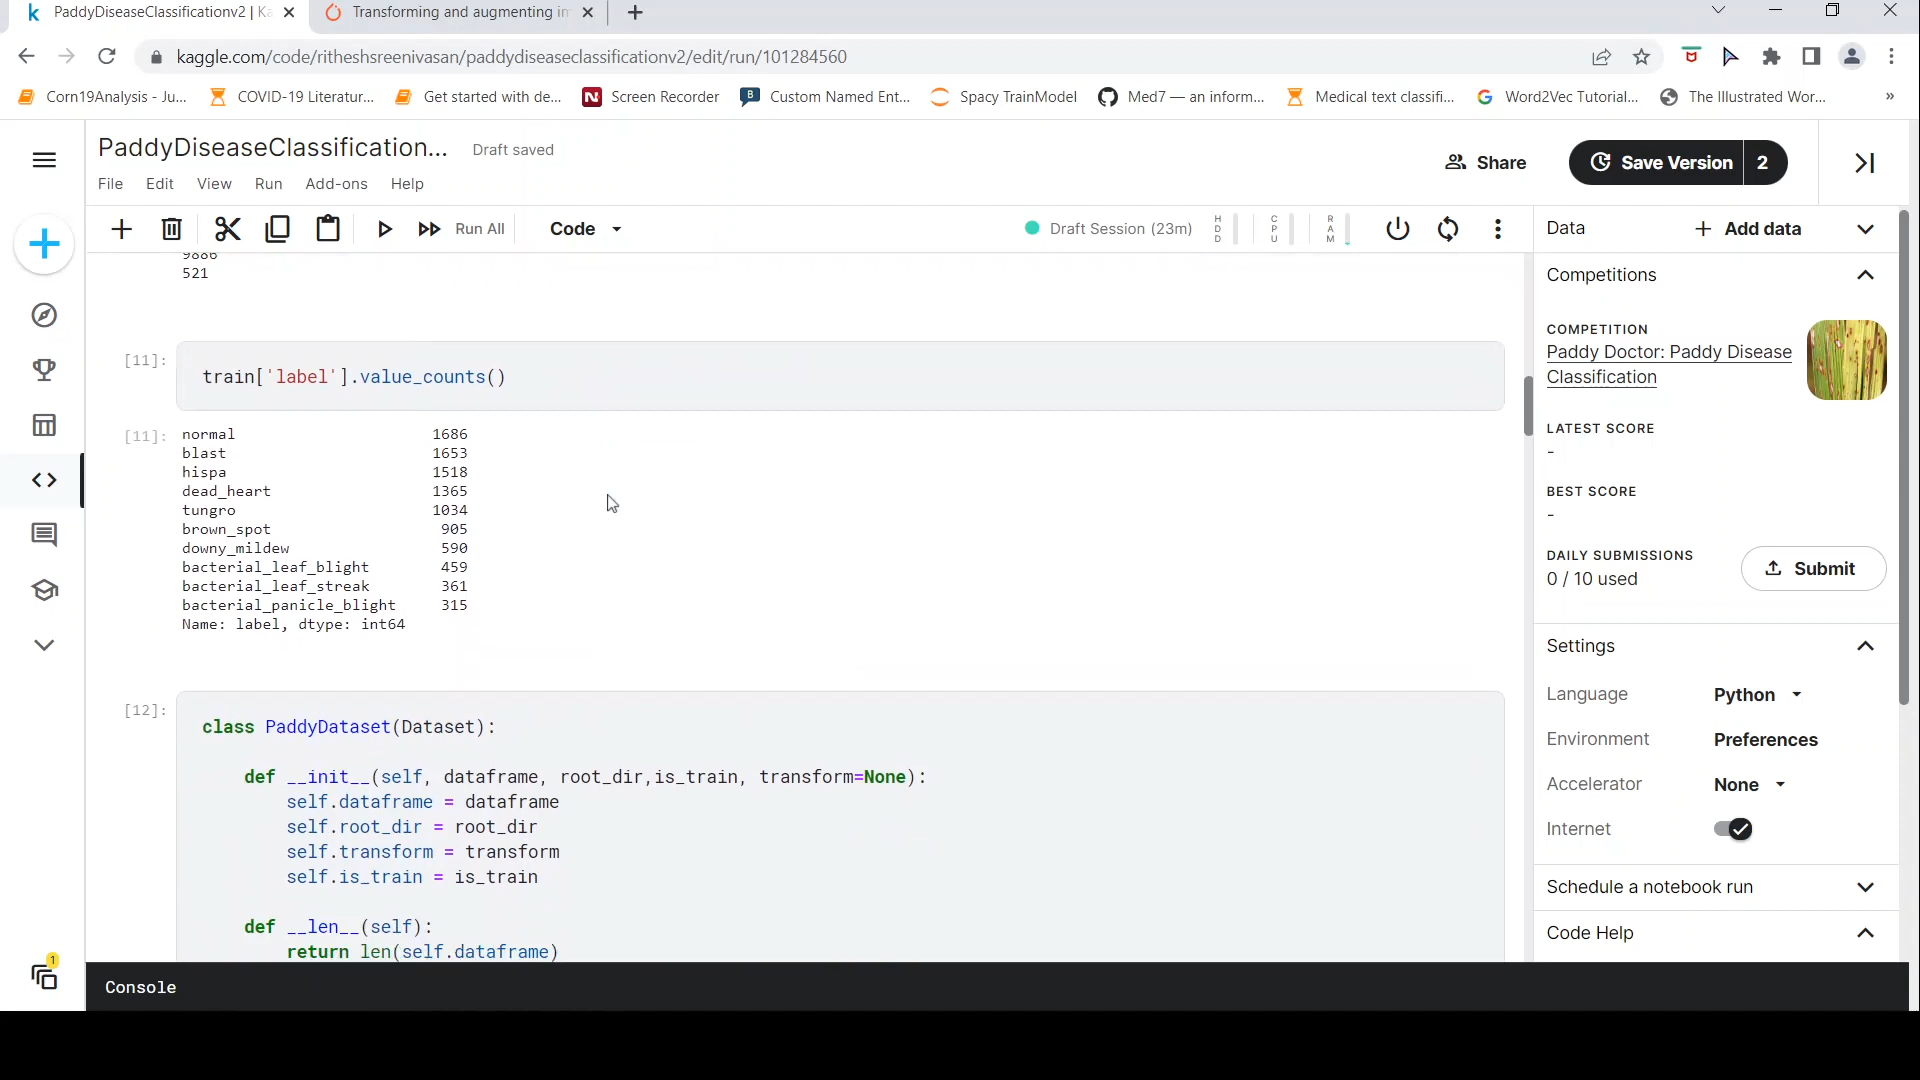 PaddyDiseaseClassificationv2 | Ka
Transforming and augmenting im
kaggle.com/code/ritheshsreenivasan/paddydiseaseclassificationv2/edit/run/101284560
Corn19Analysis - Ju...
COVID-19 Literatur...
Get started with de...
Screen Recorder
Custom Named Ent...
Spacy TrainModel
Med7 — an inform...
Medical text classifi...
Word2Vec Tutorial...
The Illustrated Wor...
»
PaddyDiseaseClassification...
Draft saved
Share
Save Version 2
File Edit View Run Add-ons Help
Run All
Code
Draft Session (23m)
HDD
CPU
RAM
9886
521
[11]:
train['label'].value_counts()
[11]:
normal 1686
blast 1653
hispa 1518
dead_heart 1365
tungro 1034
brown_spot 905
downy_mildew 590
bacterial_leaf_blight 459
bacterial_leaf_streak 361
bacterial_panicle_blight 315
Name: label, dtype: int64
[12]:
class PaddyDataset(Dataset):
def __init__(self, dataframe, root_dir,is_train, transform=None):
self.dataframe = dataframe
self.root_dir = root_dir
self.transform = transform
self.is_train = is_train
def __len__(self):
return len(self.dataframe)
Console
1
Data
+ Add data
Competitions
COMPETITION
Paddy Doctor: Paddy Disease
Classification
LATEST SCORE
-
BEST SCORE
-
DAILY SUBMISSIONS
0 / 10 used
Submit
Settings
Language Python
Environment Preferences
Accelerator None
Internet
Schedule a notebook run
Code Help